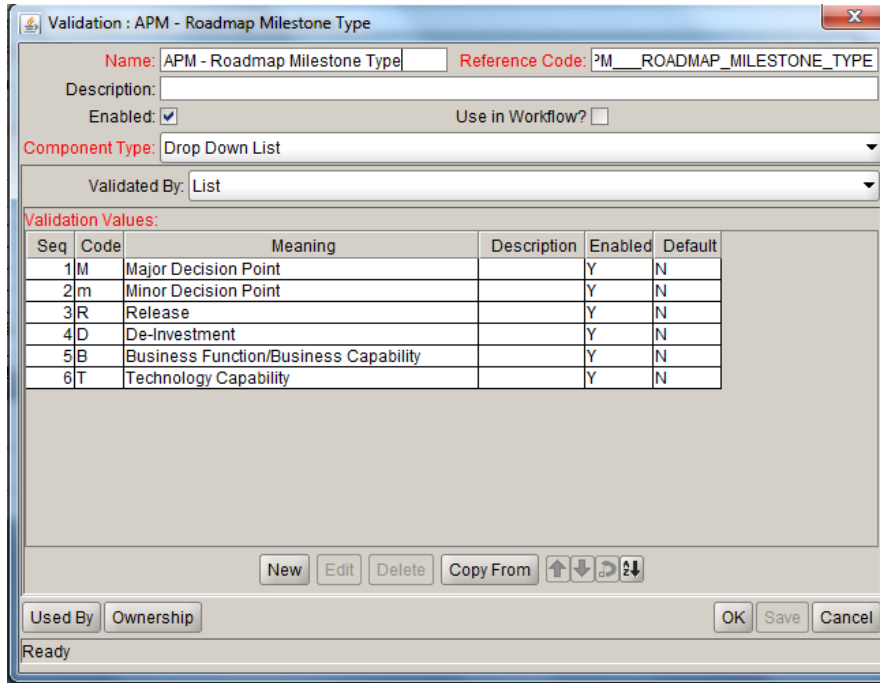 Validation : APM - Roadmap Milestone Type
Name: APM - Roadmap Milestone Type Reference Code: PM___ROADMAP_MILESTONE_TYPE
Description:
Enabled: Use in Workflow?
Component Type: Drop Down List
Validated By: List
Validation Values:
Seq Code Meaning Description Enabled Default
1 M Major Decision Point Y N
2 m Minor Decision Point Y N
3 R Release Y N
4 D De-Investment Y N
5 B Business Function/Business Capability Y N
6 T Technology Capability Y N
New Edit Delete Copy From
Used By Ownership OK Save Cancel
Ready